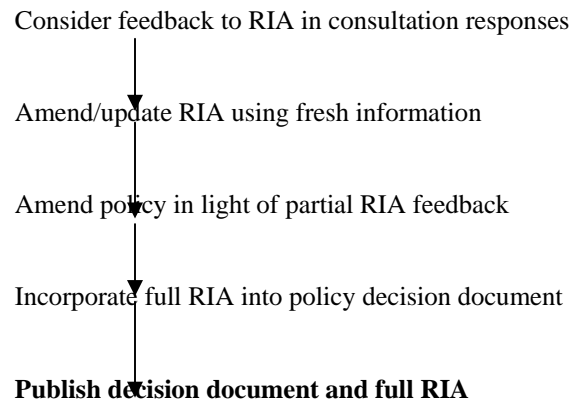 Consider feedback to RIA in consultation responses
Amend/update RIA using fresh information
Amend policy in light of partial RIA feedback
Incorporate full RIA into policy decision document
Publish decision document and full RIA